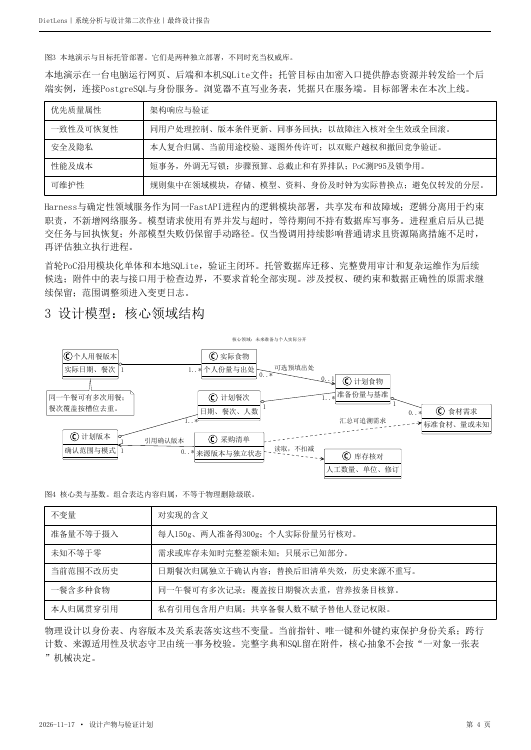 DietLens｜系统分析与设计第二次作业｜最终设计报告
图3 本地演示与目标托管部署。它们是两种独立部署，不同时充当权威库。
本地演示在一台电脑运行网页、后端和本机SQLite文件；托管目标由加密入口提供静态资源并转发给一个后
端实例，连接PostgreSQL与身份服务。浏览器不直写业务表，凭据只在服务端。目标部署未在本次上线。
优先质量属性 架构响应与验证
一致性及可恢复性 同用户处理控制、版本条件更新、同事务回执；以故障注入核对全生效或全回滚。
安全及隐私 本人复合归属、当前用途校验、逐图外传许可；以双账户越权和撤回竞争验证。
性能及成本 短事务，外调无写锁；步骤预算、总截止和有界排队；PoC测P95及锁争用。
可维护性 规则集中在领域模块，存储、模型、资料、身份及时钟为实际替换点；避免仅转发的分层。
Harness与确定性领域服务作为同一FastAPI进程内的逻辑模块部署，共享发布和故障域；逻辑分离用于约束
职责，不新增网络服务。模型请求使用有界并发与超时，等待期间不持有数据库写事务。进程重启后从已提
交任务与回执恢复；外部模型失败仍保留手动路径。仅当慢调用持续影响普通请求且资源隔离措施不足时，
再评估独立执行进程。
首轮PoC沿用模块化单体和本地SQLite，验证主闭环。托管数据库迁移、完整费用审计和复杂运维作为后续
候选；附件中的表与接口用于检查边界，不要求首轮全部实现。涉及授权、硬约束和数据正确性的原需求继
续保留；范围调整须进入变更日志。
3 设计模型：核心领域结构
核心领域：未来准备与个人实际分开
C 个人用餐版本
实际日期、餐次
1
1..*
C 实际食物
个人份量与出处
0..*
可选预填出处
0..1
C 计划食物
准备份量与基准
同一午餐可有多次用餐；
餐次覆盖按槽位去重。
C 计划餐次
日期、餐次、人数
1
1..*
1
0..*
C 食材需求
标准食材、量或未知
1
1..*
C 计划版本
确认范围与模式
1
引用确认版本
0..*
C 采购清单
来源版本与独立状态
汇总可追溯需求
读取，不扣减
C 库存核对
人工数量、单位、修订
图4 核心类与基数。组合表达内容归属，不等于物理删除级联。
不变量 对实现的含义
准备量不等于摄入 每人150g、两人准备得300g；个人实际份量另行核对。
未知不等于零 需求或库存未知时完整差额未知；只展示已知部分。
当前范围不改历史 日期餐次归属独立于确认内容；替换后旧清单失效，历史来源不重写。
一餐含多种食物 同一午餐可有多次记录；覆盖按日期餐次去重，营养按条目核算。
本人归属贯穿引用 私有引用包含用户归属；共享备餐人数不赋予替他人登记权限。
物理设计以身份表、内容版本及关系表落实这些不变量。当前指针、唯一键和外键约束保护身份关系；跨行
计数、来源适用性及状态守卫由统一事务校验。完整字典和SQL留在附件，核心抽象不会按“一对象一张表
”机械决定。
2026-11-17 • 设计产物与验证计划
第 4 页